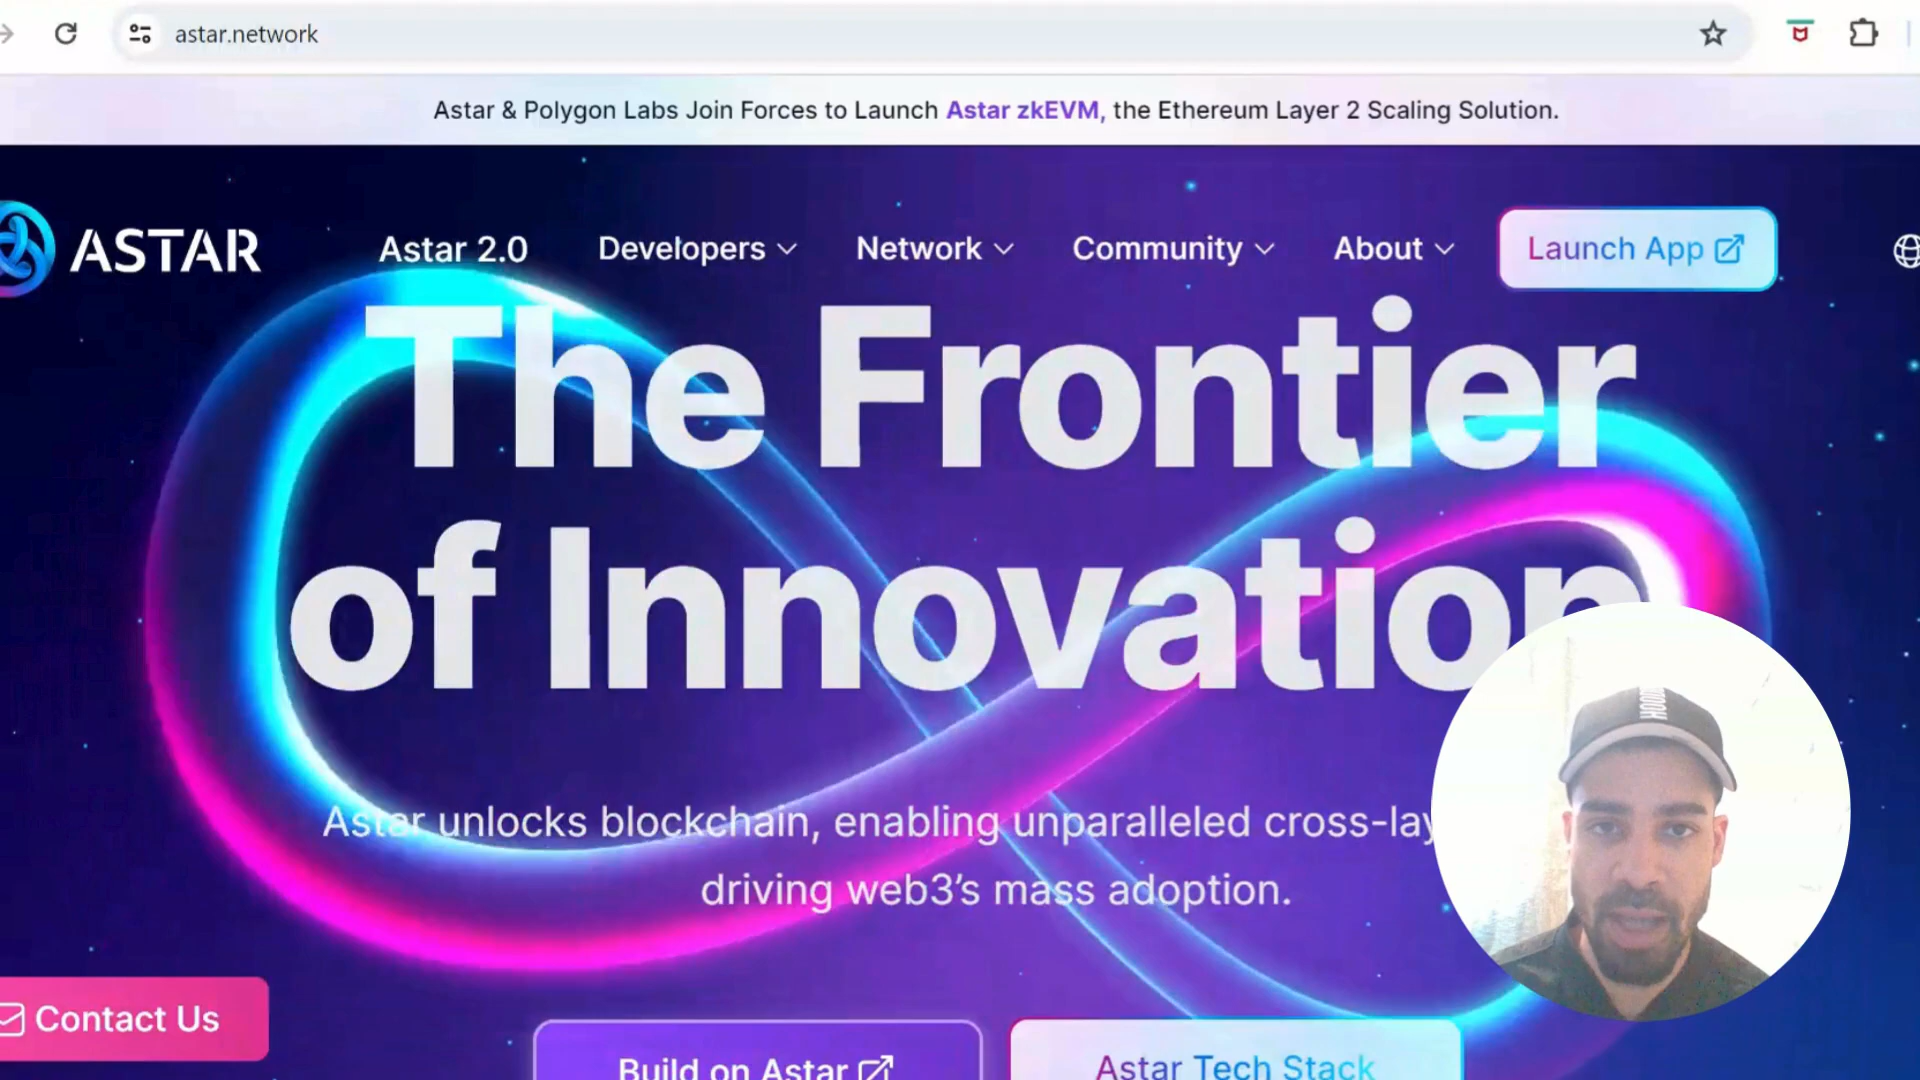 astar.network
Astar & Polygon Labs Join Forces to Launch Astar zkEVM, the Ethereum Layer 2 Scaling Solution.
ASTAR
Astar 2.0
Developers
Network
Community
About
Launch App
The Frontier
of Innovation
Astar unlocks blockchain, enabling unparalleled
driving web3’s mass adoption.
Contact Us
Build on Astar
Astar Tech Stack